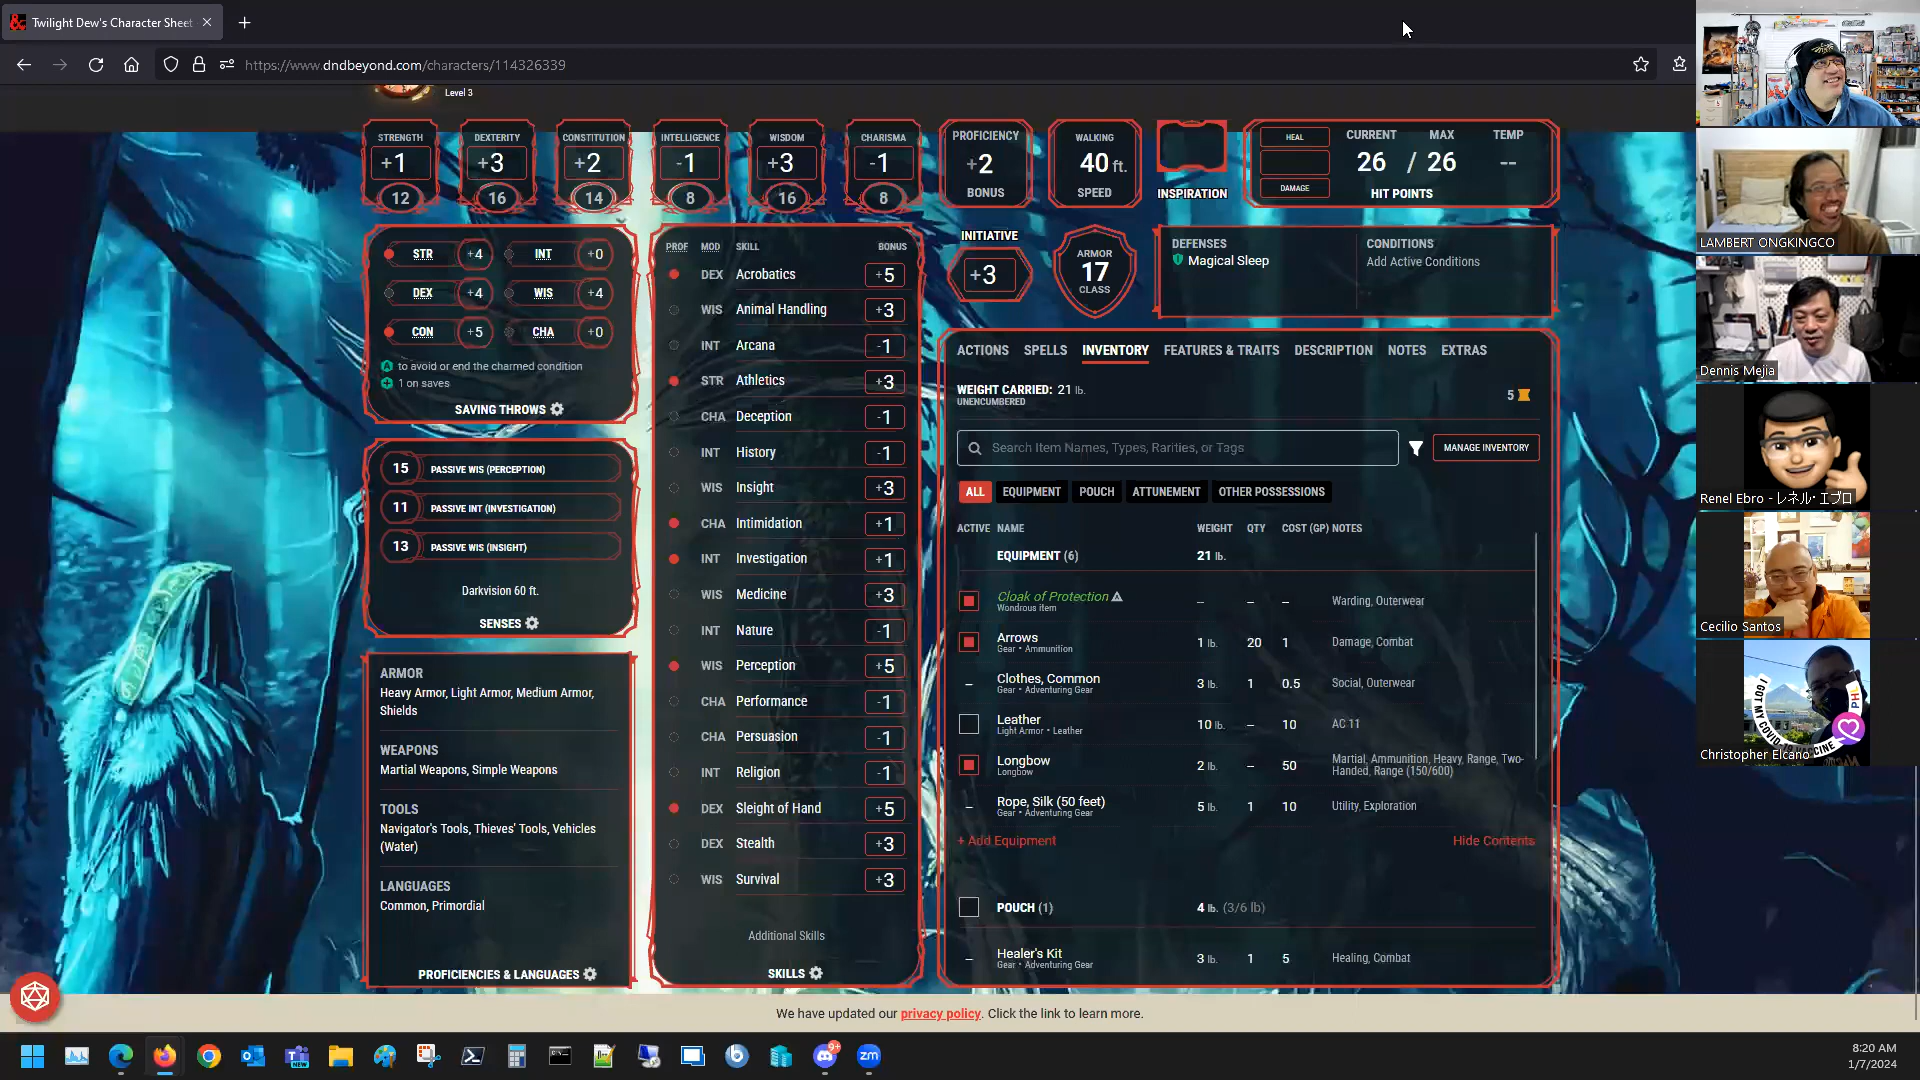 Twilight Dew's Character Sheet
https://www.dndbeyond.com/characters/114326339
Level 3
STRENGTH
+1
12
DEXTERITY
+3
16
CONSTITUTION
+2
14
INTELLIGENCE
-1
8
WISDOM
+3
16
CHARISMA
-1
8
PROFICIENCY
+2
BONUS
WALKING
40 ft.
SPEED
INSPIRATION
HEAL
DAMAGE
CURRENT MAX TEMP
26 / 26 --
HIT POINTS
STR +4 INT +0
DEX +4 WIS +4
CON +5 CHA +0
A to avoid or end the charmed condition
1 on saves
SAVING THROWS
15 PASSIVE WIS (PERCEPTION)
11 PASSIVE INT (INVESTIGATION)
13 PASSIVE WIS (INSIGHT)
Darkvision 60 ft.
SENSES
ARMOR
Heavy Armor, Light Armor, Medium Armor,
Shields
WEAPONS
Martial Weapons, Simple Weapons
TOOLS
Navigator's Tools, Thieves' Tools, Vehicles
(Water)
LANGUAGES
Common, Primordial
PROFICIENCIES & LANGUAGES
PROF MOD SKILL BONUS
DEX Acrobatics +5
WIS Animal Handling +3
INT Arcana -1
STR Athletics +3
CHA Deception -1
INT History -1
WIS Insight +3
CHA Intimidation +1
INT Investigation +1
WIS Medicine +3
INT Nature -1
WIS Perception +5
CHA Performance -1
CHA Persuasion -1
INT Religion -1
DEX Sleight of Hand +5
DEX Stealth +3
WIS Survival +3
Additional Skills
SKILLS
INITIATIVE
+3
ARMOR
17
CLASS
DEFENSES
Magical Sleep
CONDITIONS
Add Active Conditions
ACTIONS SPELLS INVENTORY FEATURES & TRAITS DESCRIPTION NOTES EXTRAS
WEIGHT CARRIED: 21 lb.
UNENCUMBERED
5
Search Item Names, Types, Rarities, or Tags
MANAGE INVENTORY
ALL EQUIPMENT POUCH ATTUNEMENT OTHER POSSESSIONS
ACTIVE NAME WEIGHT QTY COST (GP) NOTES
EQUIPMENT (6) 21 lb.
Cloak of Protection – – – Warding, Outerwear
Wondrous item
Arrows 1 lb. 20 1 Damage, Combat
Gear • Ammunition
– Clothes, Common 3 lb. 1 0.5 Social, Outerwear
Gear • Adventuring Gear
Leather 10 lb. – 10 AC 11
Light Armor • Leather
Longbow 2 lb. – 50 Martial, Ammunition, Heavy, Range, Two-
Handed, Range (150/600)
Longbow
– Rope, Silk (50 feet) 5 lb. 1 10 Utility, Exploration
Gear • Adventuring Gear
+ Add Equipment Hide Contents
POUCH (1) 4 lb. (3/6 lb)
– Healer's Kit 3 lb. 1 5 Healing, Combat
Gear • Adventuring Gear
We have updated our privacy policy. Click the link to learn more.
LAMBERT ONGKINGCO
Dennis Mejia
Renel Ebro - レネル・エブロ
Cecilio Santos
I GOT MY COVID-19 VACCINE
PH
Christopher Elcano
NEW
9+
zm
8:20 AM
1/7/2024